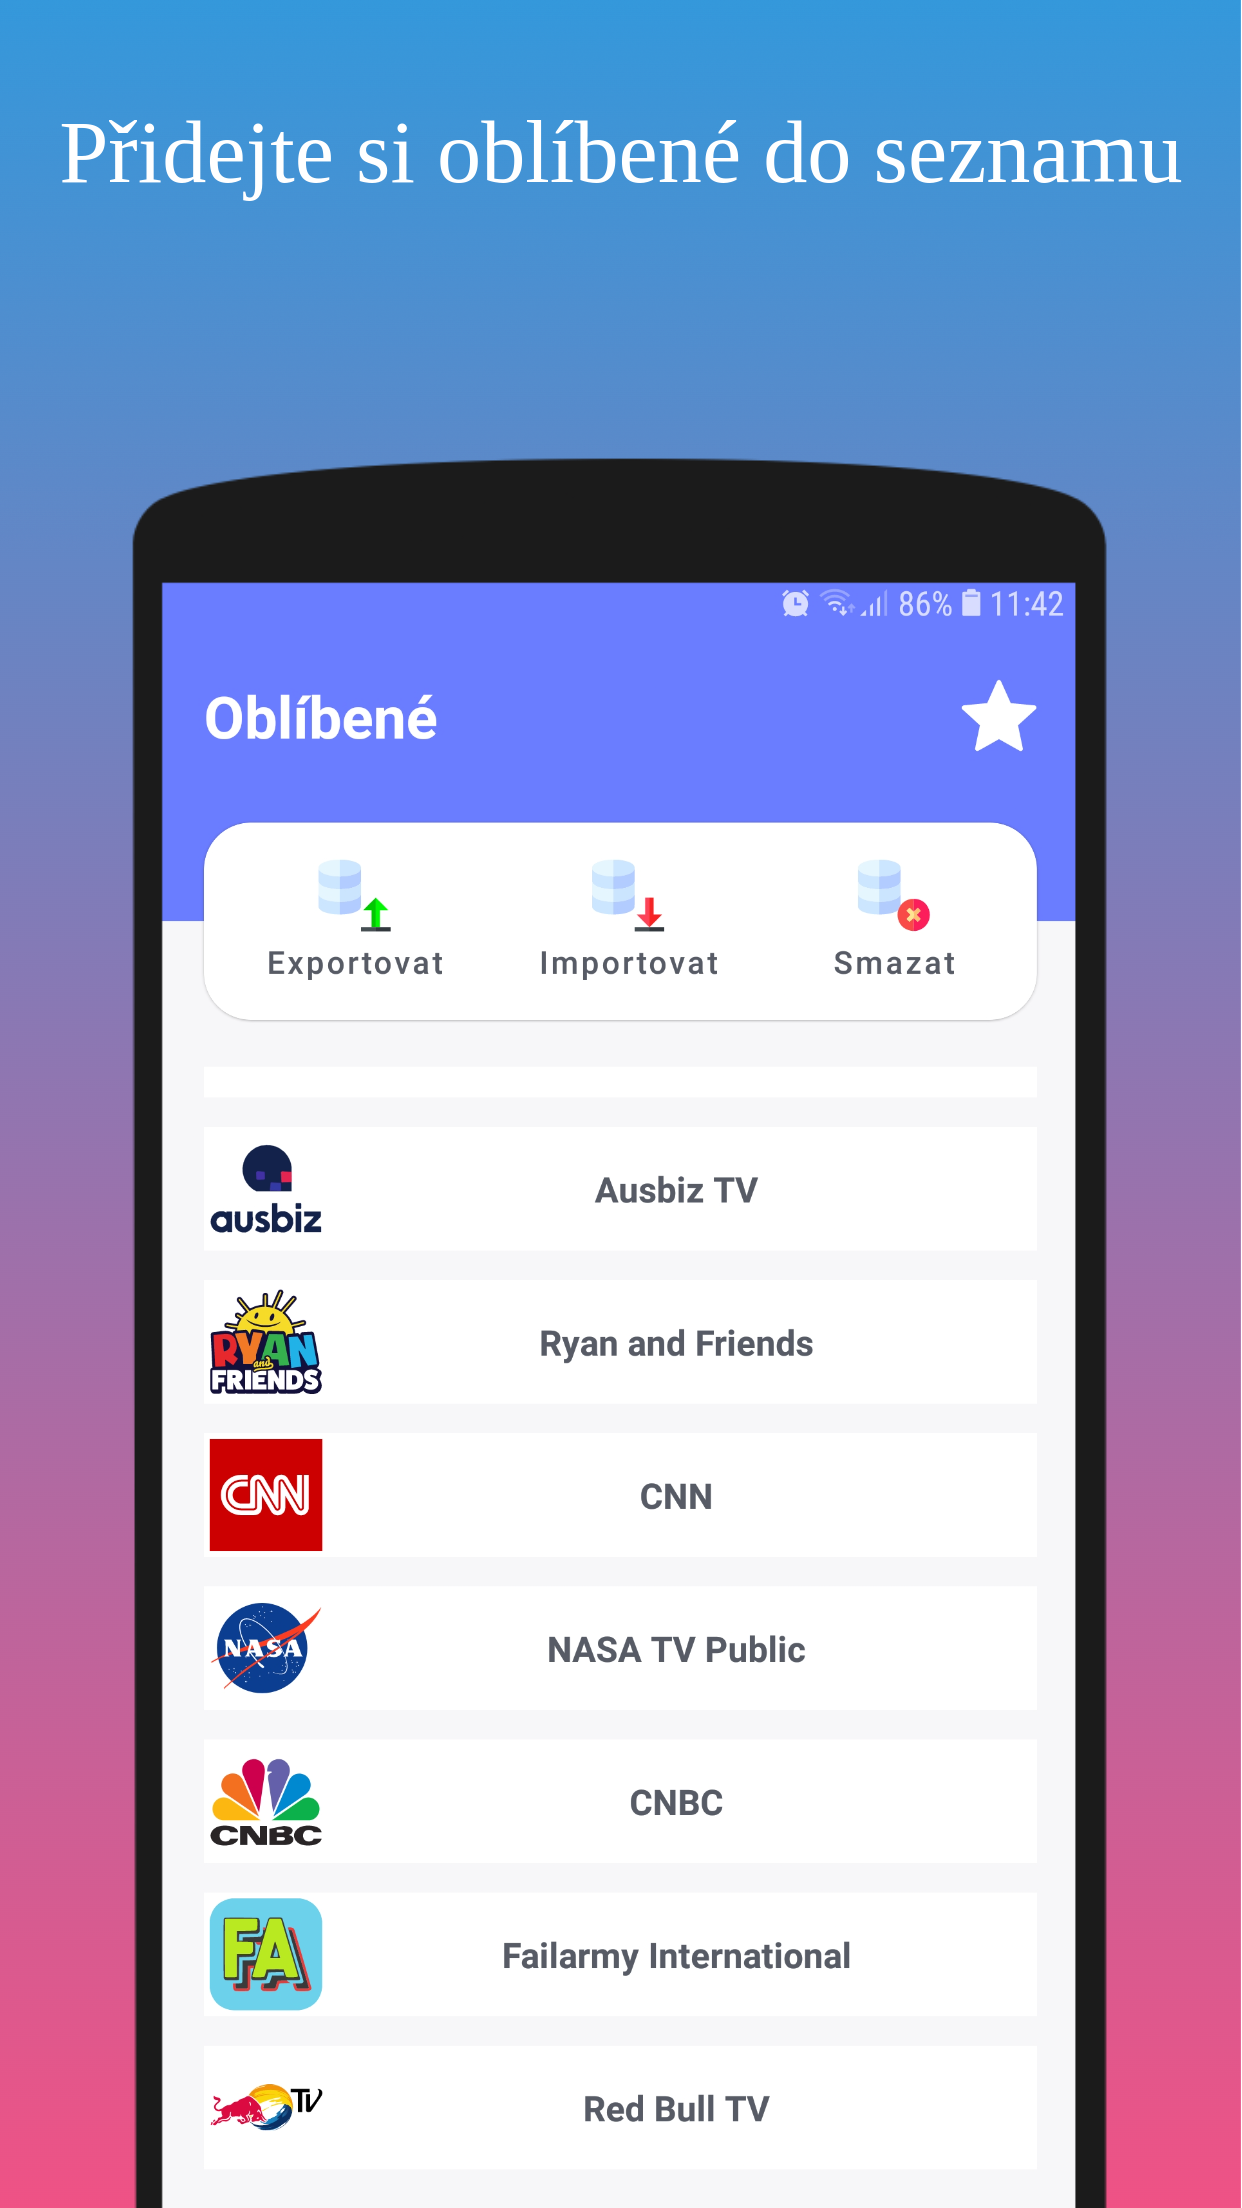 Přidejte si oblíbené do seznamu
86% 11:42
Oblíbené
Exportovat Importovat Smazat
ausbiz
Ausbiz TV
RYAN
and
FRIENDS
Ryan and Friends
CNN
CNN
NASA
NASA TV Public
CNBC
CNBC
FA
Failarmy International
TV
Red Bull TV